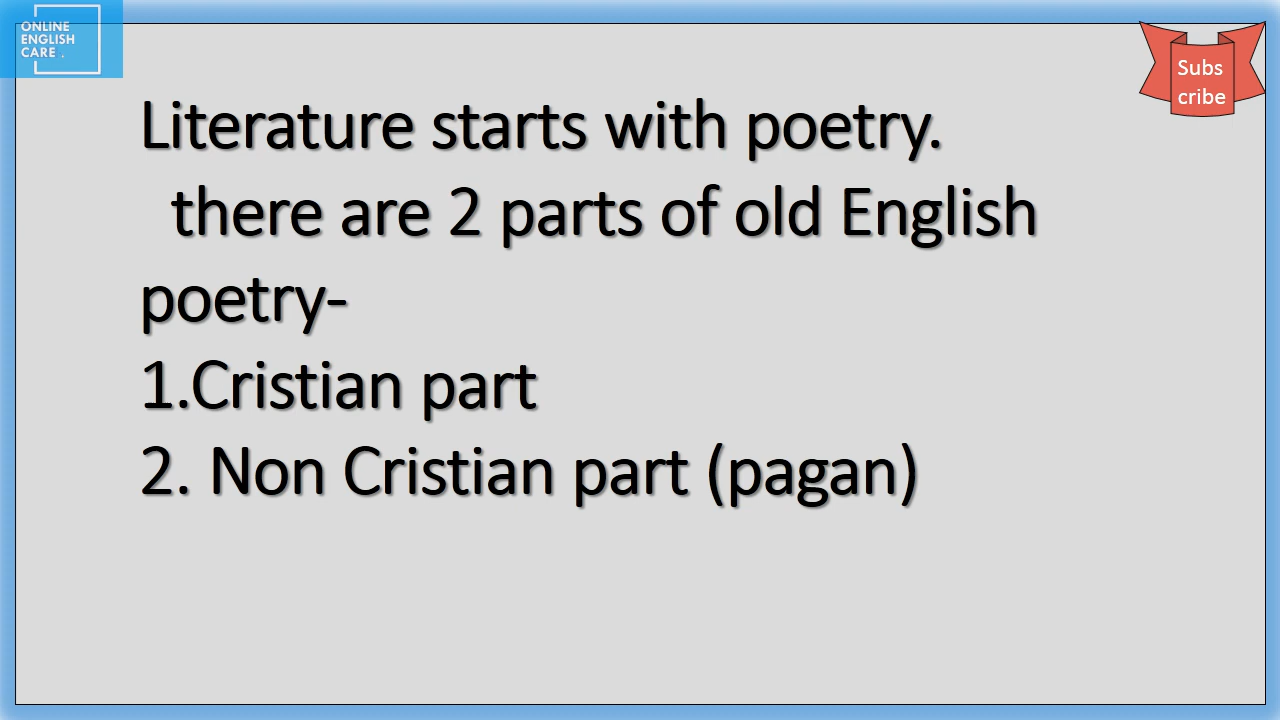 ONLINE
ENGLISH
CARE .
Subs
cribe
Literature starts with poetry.
there are 2 parts of old English
poetry-
1.Cristian part
2. Non Cristian part (pagan)